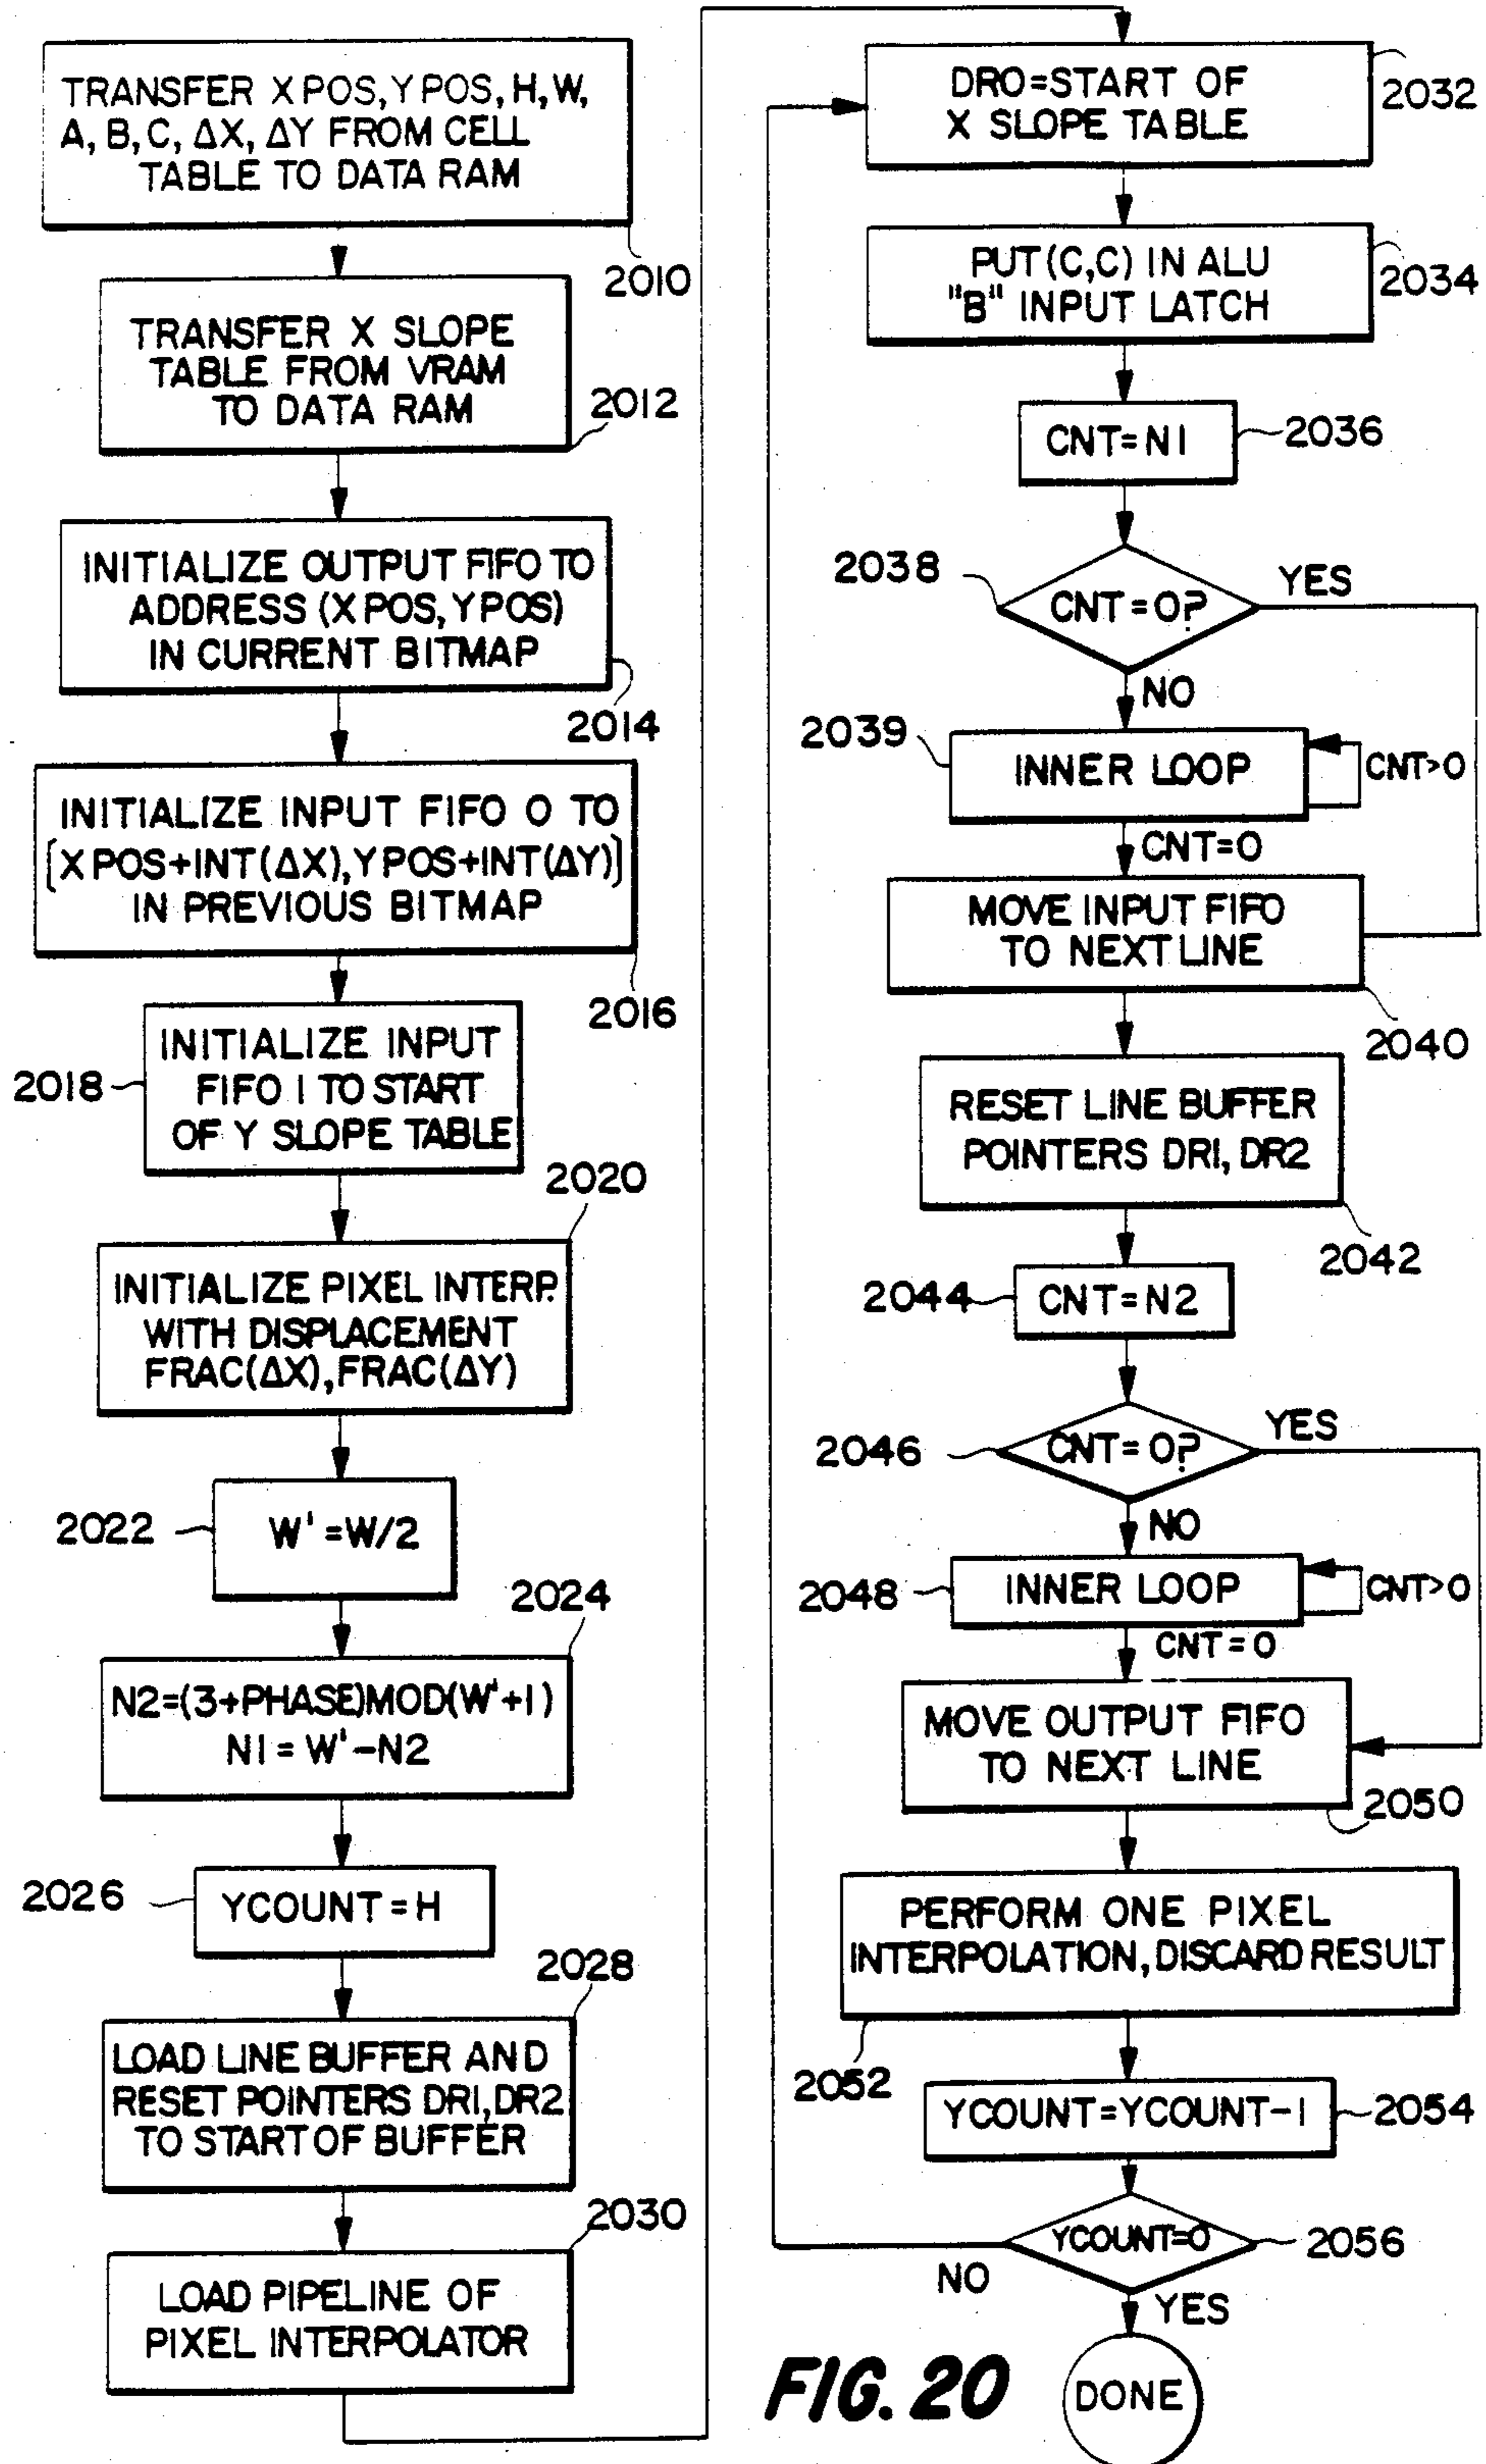 TRANSFER X POS, Y POS, H, W,
A, B, C, ΔX, ΔY FROM CELL
TABLE TO DATA RAM
2010
TRANSFER X SLOPE
TABLE FROM VRAM
TO DATA RAM
2012
INITIALIZE OUTPUT FIFO TO
ADDRESS (X POS, Y POS)
IN CURRENT BITMAP
2014
INITIALIZE INPUT FIFO 0 TO
[X POS+INT(ΔX), Y POS+INT(ΔY)]
IN PREVIOUS BITMAP
2016
INITIALIZE INPUT
FIFO 1 TO START
OF Y SLOPE TABLE
2018
2020
INITIALIZE PIXEL INTERP.
WITH DISPLACEMENT
FRAC(ΔX), FRAC(ΔY)
2022
W' = W/2
2024
N2=(3+PHASE)MOD(W'+1)
N1 = W'-N2
2026
YCOUNT = H
2028
LOAD LINE BUFFER AND
RESET POINTERS DR1, DR2
TO START OF BUFFER
2030
LOAD PIPELINE OF
PIXEL INTERPOLATOR
DR0=START OF
X SLOPE TABLE
2032
PUT (C,C) IN ALU
"B" INPUT LATCH
2034
CNT=N1
2036
2038
CNT=0?
YES
NO
2039
INNER LOOP
CNT>0
CNT=0
MOVE INPUT FIFO
TO NEXT LINE
2040
RESET LINE BUFFER
POINTERS DR1, DR2
2042
2044
CNT=N2
2046
CNT=0?
YES
NO
2048
INNER LOOP
CNT>0
CNT=0
MOVE OUTPUT FIFO
TO NEXT LINE
2050
PERFORM ONE PIXEL
INTERPOLATION, DISCARD RESULT
2052
YCOUNT=YCOUNT-1
2054
YCOUNT=0
2056
NO
YES
DONE
FIG. 20